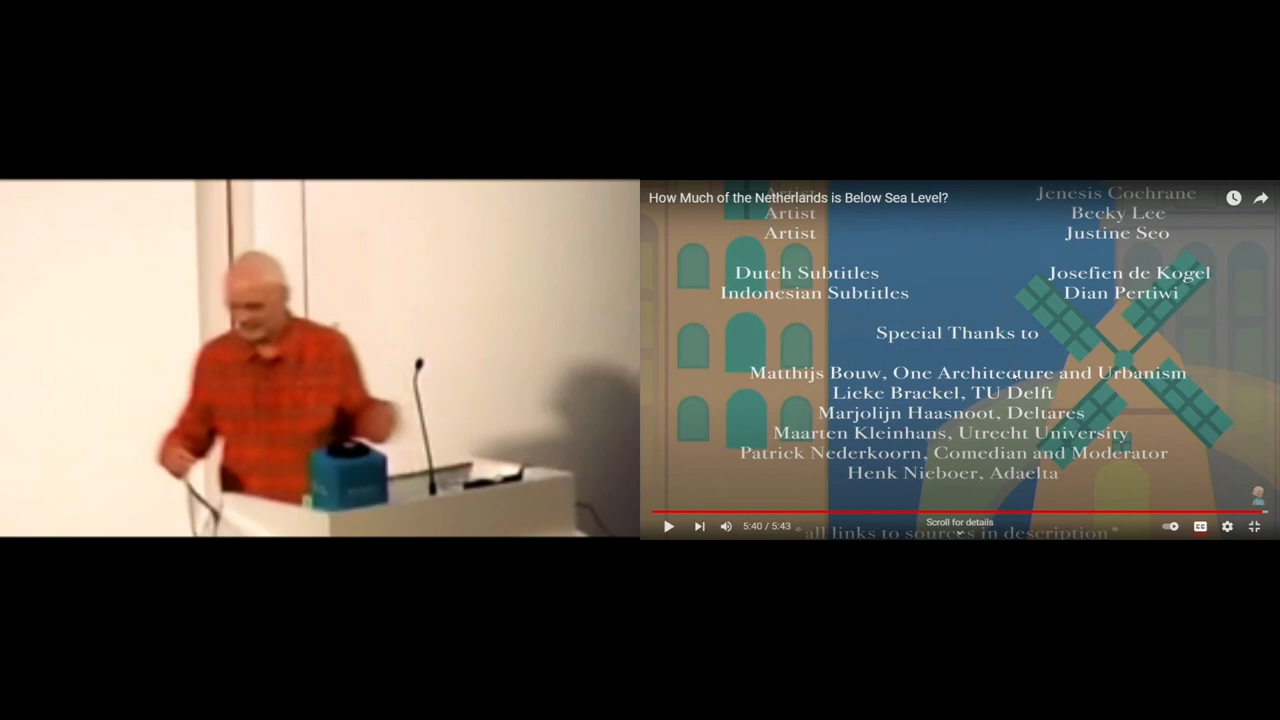 How Much of the Netherlands is Below Sea Level?
Artist Jenesis Cochrane
Artist Becky Lee
Artist Justine Seo
Dutch Subtitles Josefien de Kogel
Indonesian Subtitles Dian Pertiwi
Special Thanks to
Matthijs Bouw, One Architecture and Urbanism
Lieke Brackel, TU Delft
Marjolijn Haasnoot, Deltares
Maarten Kleinhans, Utrecht University
Patrick Nederkoorn, Comedian and Moderator
Henk Nieboer, Adaelta
5:40 / 5:43
Scroll for details
CC
*all links to sources in description*